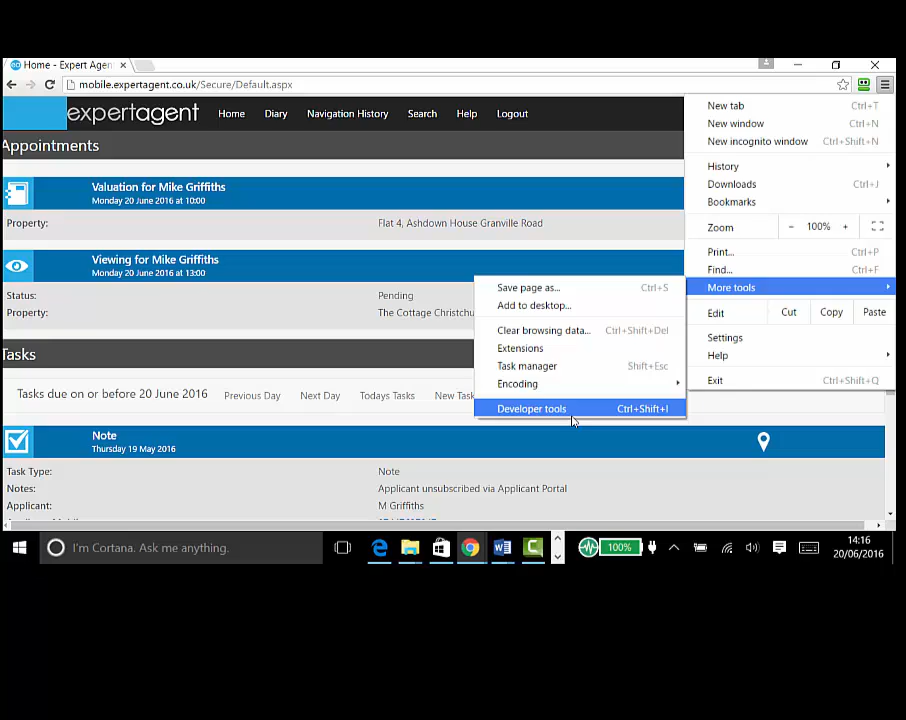 Home - Expert Agen
mobile.expertagent.co.uk/Secure/Default.aspx
expertagent
Home Diary Navigation History Search Help Logout
Appointments
Valuation for Mike Griffiths
Monday 20 June 2016 at 10:00
Property: Flat 4, Ashdown House Granville Road
Viewing for Mike Griffiths
Monday 20 June 2016 at 13:00
Status: Pending
Property: The Cottage Christchu
Tasks
Tasks due on or before 20 June 2016 Previous Day Next Day Todays Tasks New Task
Note
Thursday 19 May 2016
Task Type: Note
Notes: Applicant unsubscribed via Applicant Portal
Applicant: M Griffiths
New tab Ctrl+T
New window Ctrl+N
New incognito window Ctrl+Shift+N
History
Downloads Ctrl+J
Bookmarks
Zoom − 100% +
Print... Ctrl+P
Find... Ctrl+F
More tools
Edit Cut Copy Paste
Settings
Help
Exit Ctrl+Shift+Q
Save page as... Ctrl+S
Add to desktop...
Clear browsing data... Ctrl+Shift+Del
Extensions
Task manager Shift+Esc
Encoding
Developer tools Ctrl+Shift+I
I'm Cortana. Ask me anything.
100%
14:16
20/06/2016